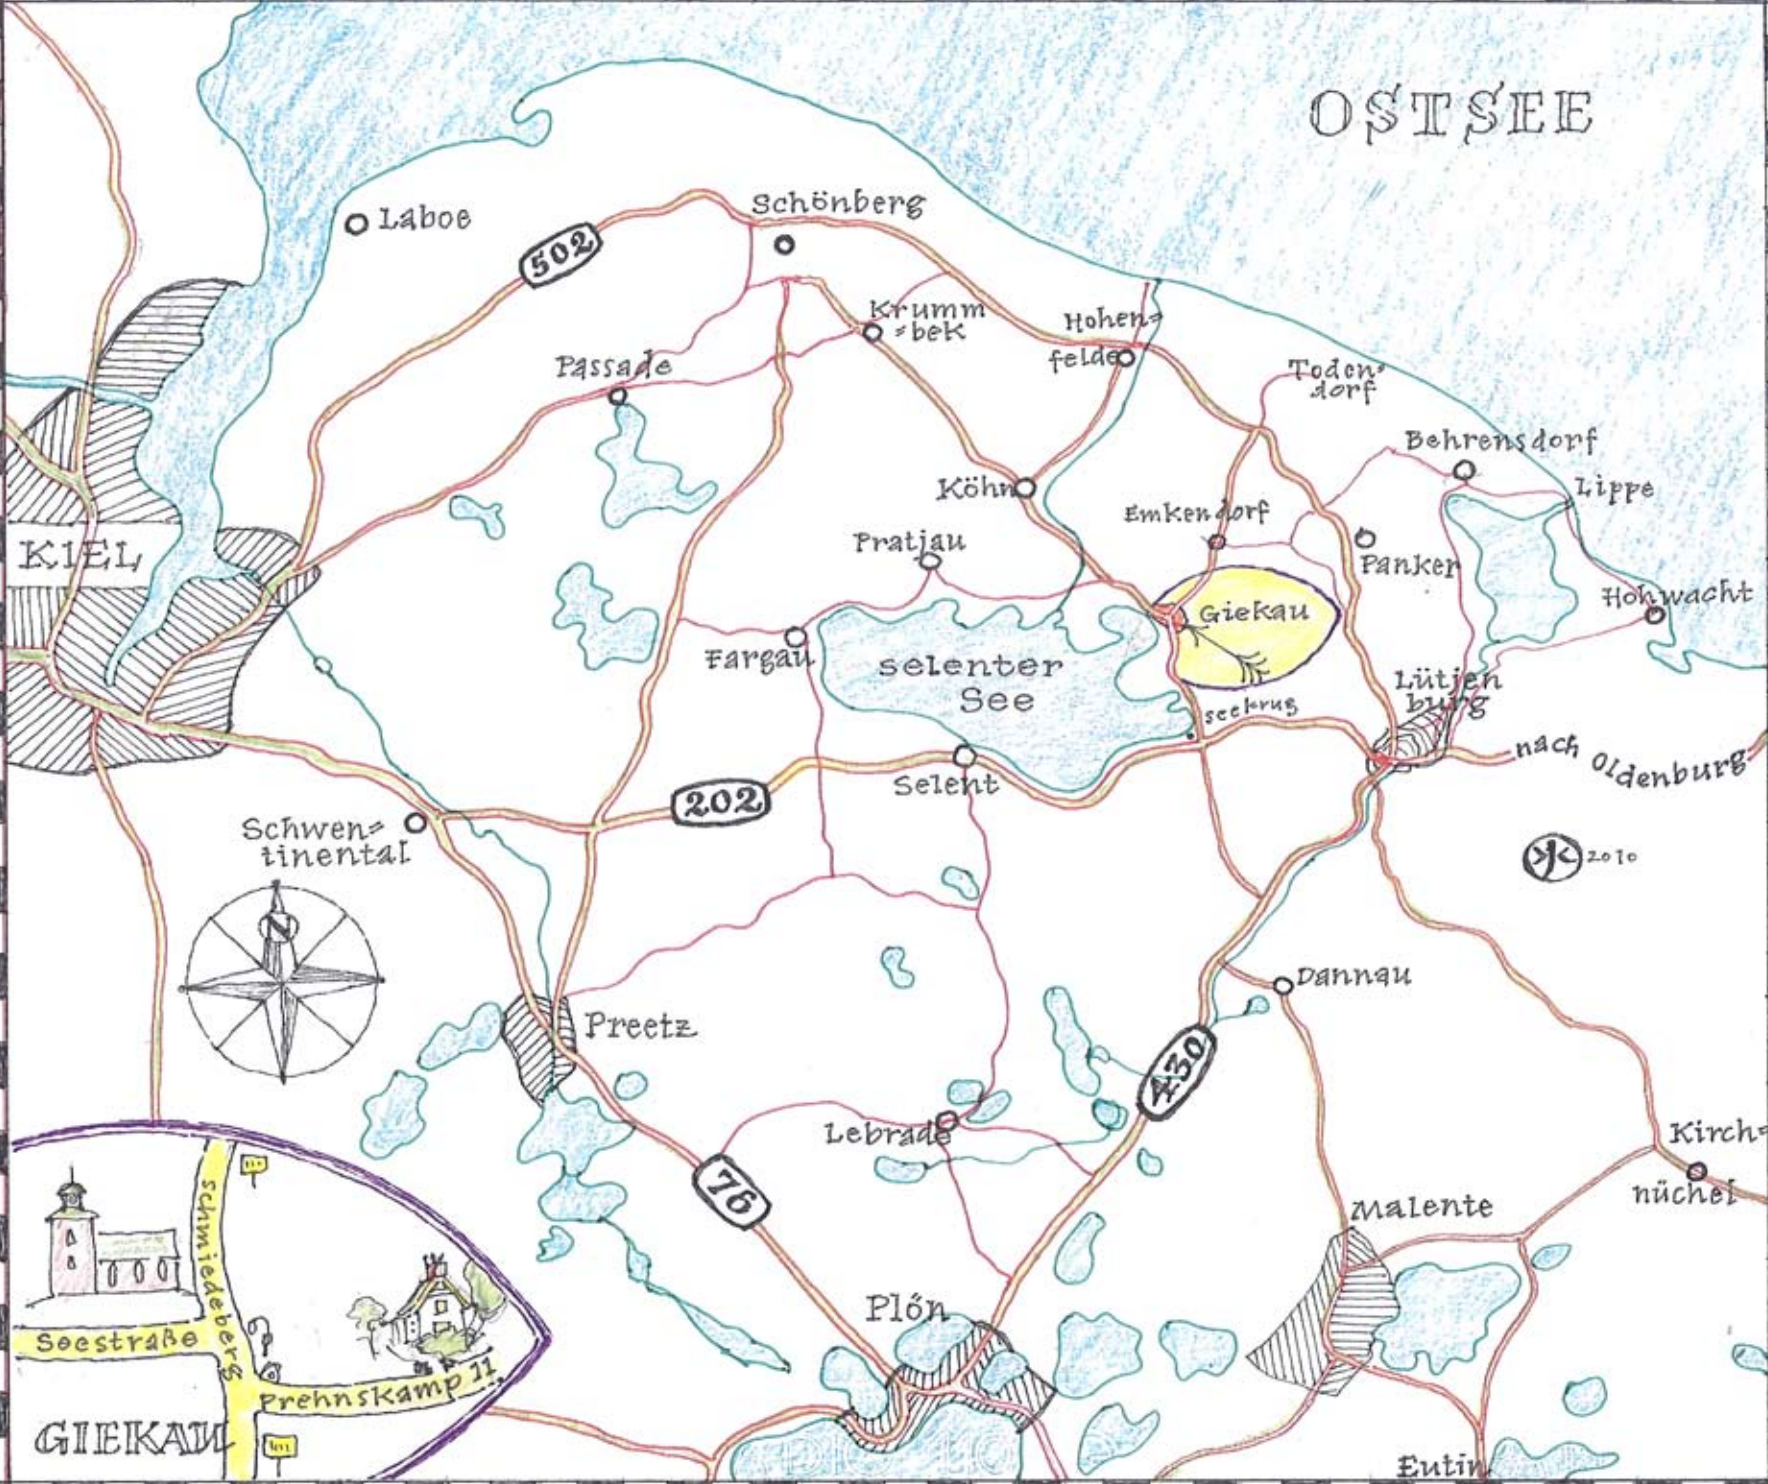 OSTSEE
Laboe
Schönberg
502
Krumm
=bek
Hohen=
felde
Passade
Toden=
dorf
Behrensdorf
Lippe
Köhn
Emkendorf
KIEL
Pratjau
Panker
Hohwacht
Giekau
Fargau
Selenter
See
Lütjen
burg
seekrug
nach Oldenburg
Selent
202
Schwen=
tinental
2010
N
Dannau
Preetz
430
Lebrade
Kirch=
nüchel
76
Malente
Plön
Schmiedeberg
Seestraße
Prehnskamp 11
GIEKAU
Eutin